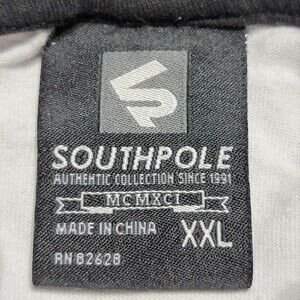 SOUTHPOLE
AUTHENTIC COLLECTION SINCE 1991
MCMXCI
MADE IN CHINA XXL
RN 82628